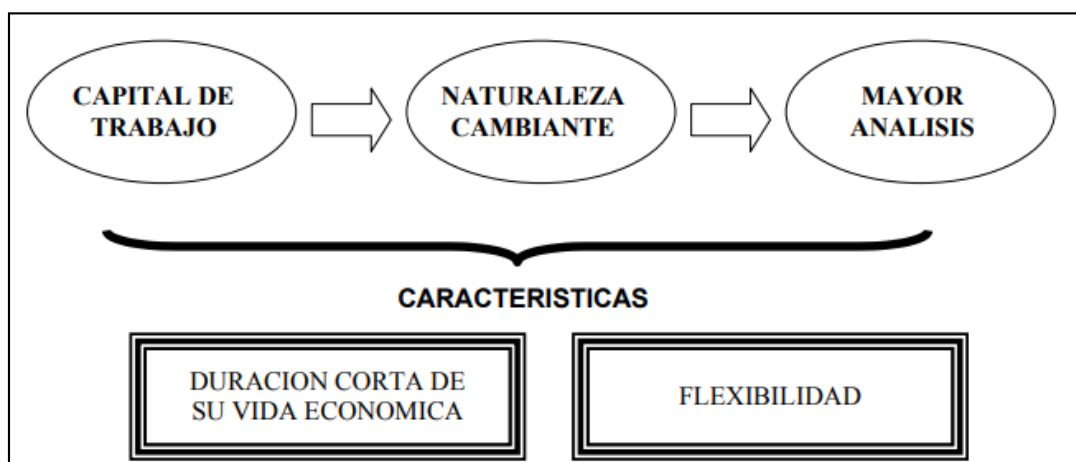 CAPITAL DE
TRABAJO
NATURALEZA
CAMBIANTE
MAYOR
ANALISIS
CARACTERISTICAS
DURACION CORTA DE
SU VIDA ECONOMICA
FLEXIBILIDAD